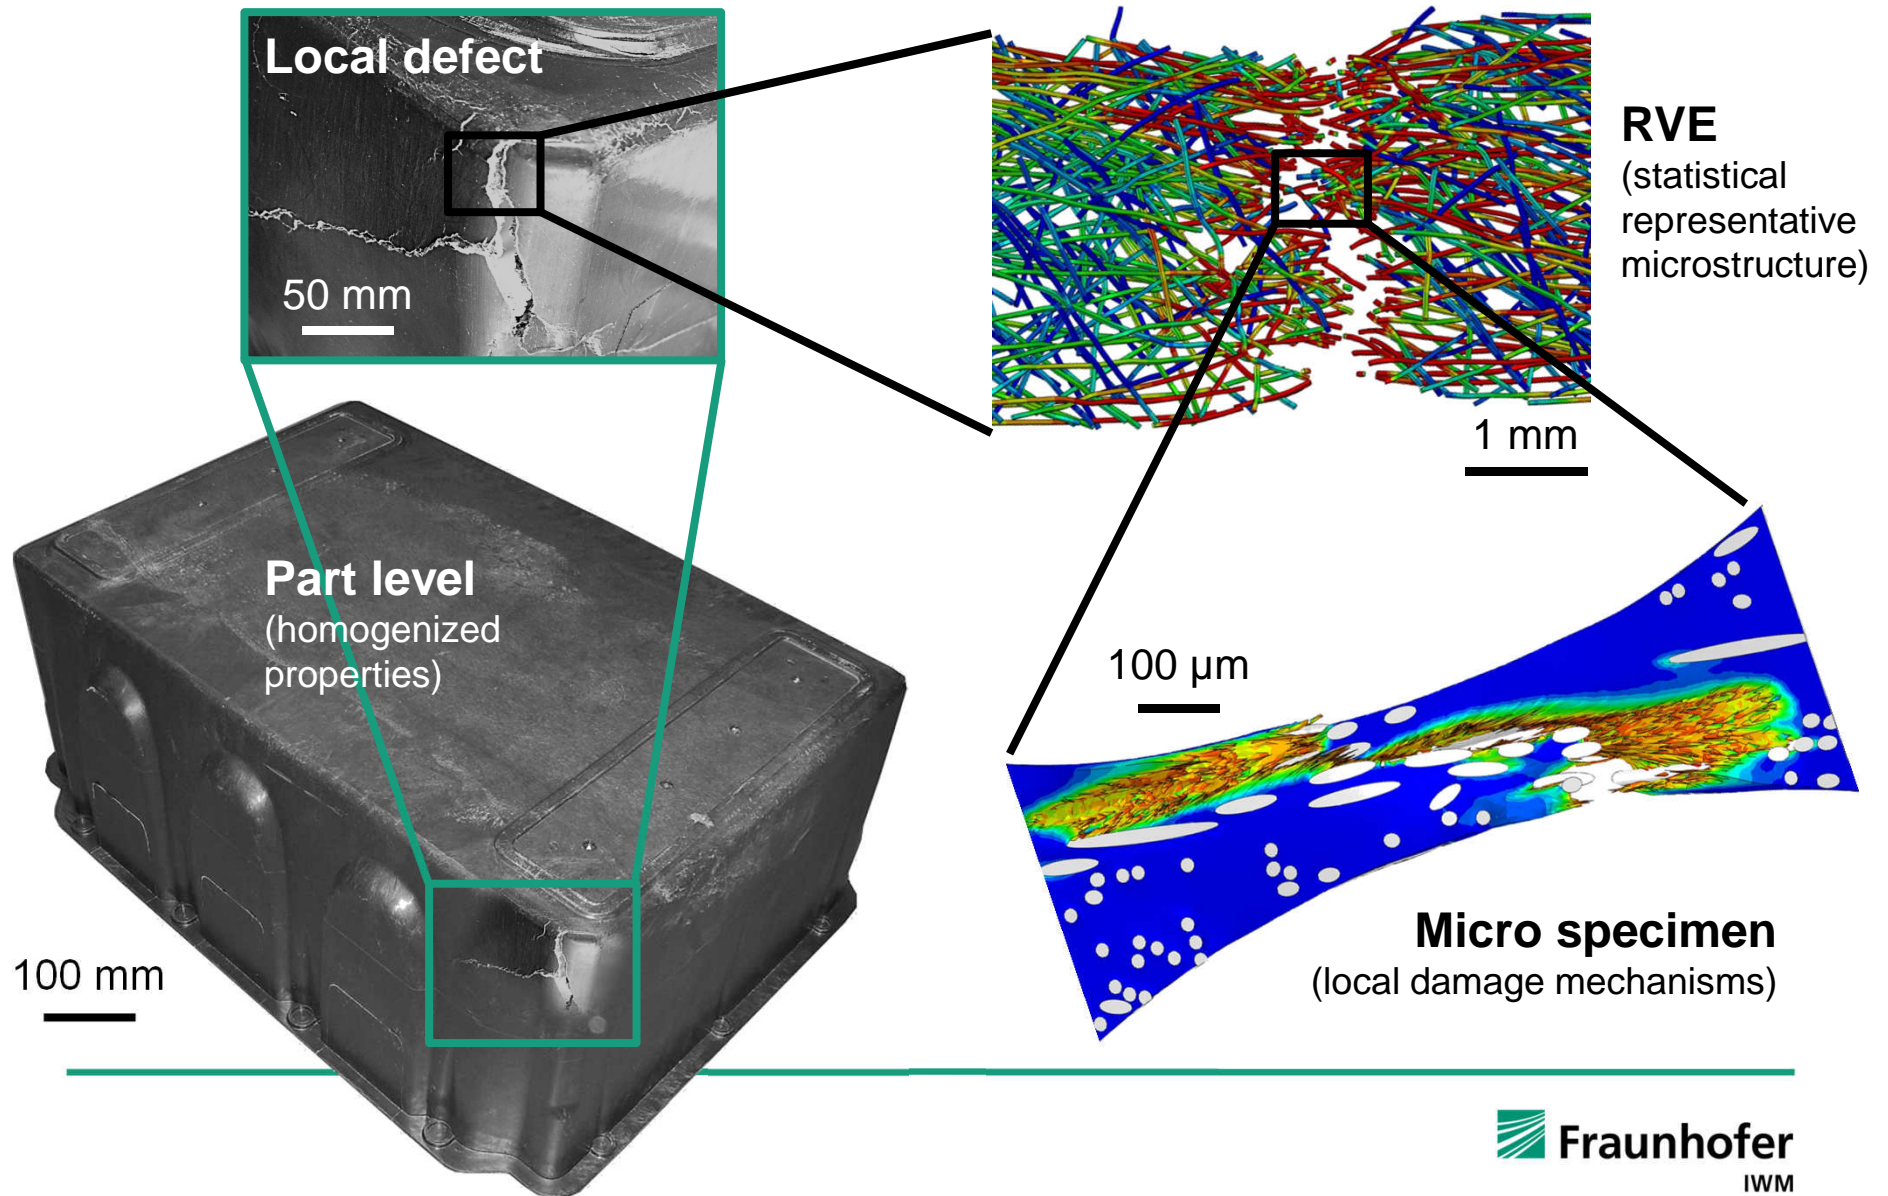 Local defect
50 mm
RVE
(statistical
representative
microstructure)
1 mm
Part level
(homogenized
properties)
100 µm
Micro specimen
(local damage mechanisms)
100 mm
Fraunhofer
IWM